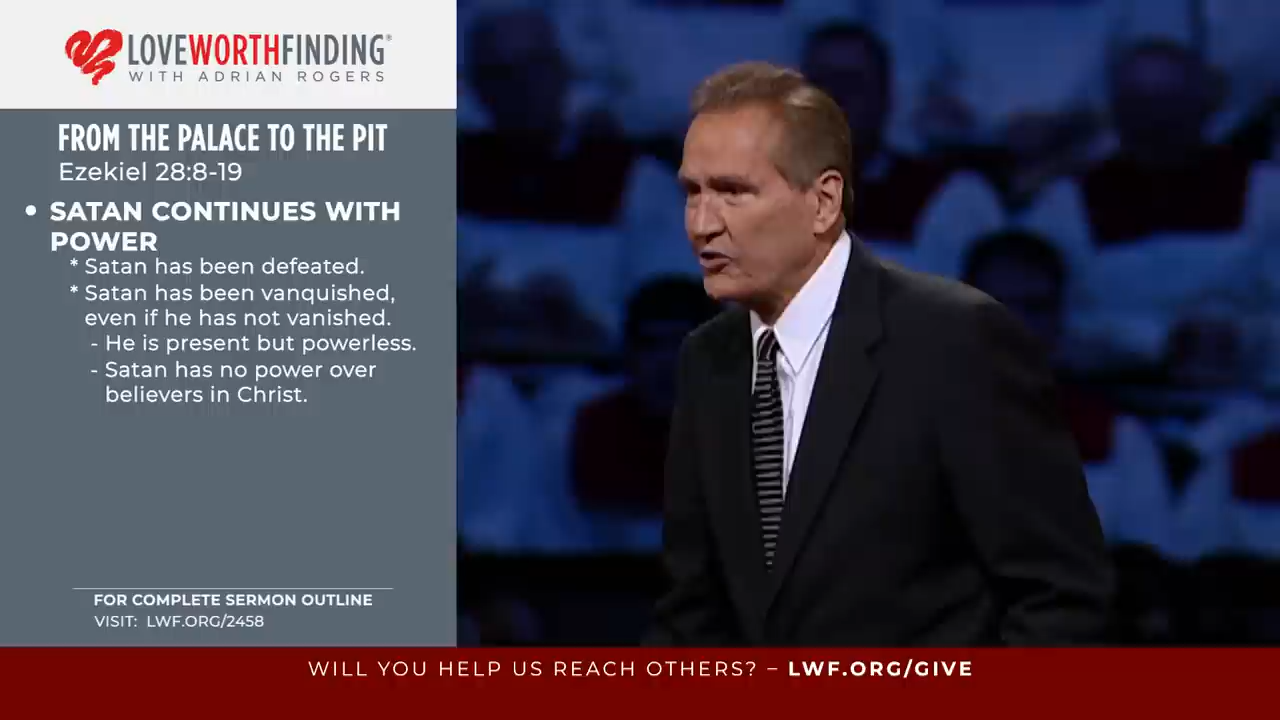 LOVEWORTHFINDING®
WITH ADRIAN ROGERS
FROM THE PALACE TO THE PIT
Ezekiel 28:8-19
• SATAN CONTINUES WITH
POWER
* Satan has been defeated.
* Satan has been vanquished,
even if he has not vanished.
- He is present but powerless.
- Satan has no power over
believers in Christ.
FOR COMPLETE SERMON OUTLINE
VISIT: LWF.ORG/2458
WILL YOU HELP US REACH OTHERS? – LWF.ORG/GIVE